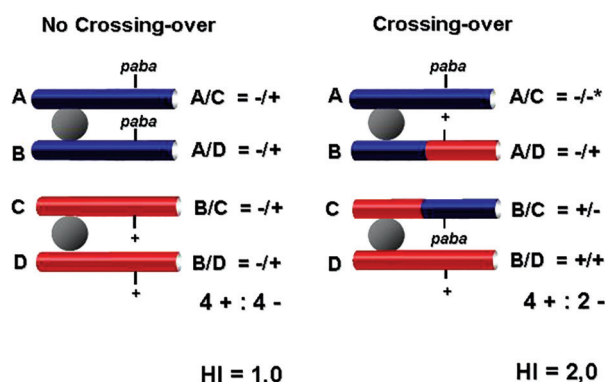 No Crossing-over
paba
A
A/C = -/+
paba
B
A/D = -/+
C
B/C = -/+
+
D
B/D = -/+
+
4 + : 4 -
HI = 1,0
Crossing-over
paba
A
A/C = -/-*
+
B
A/D = -/+
C
B/C = +/-
paba
D
B/D = +/+
+
4 + : 2 -
HI = 2,0